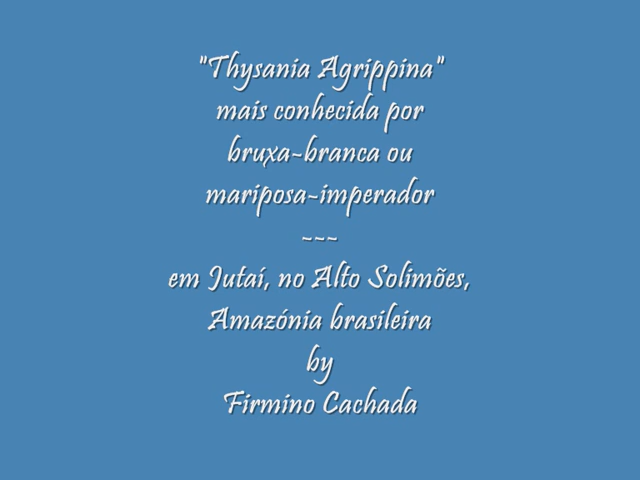 "Thysania Agrippina"
mais conhecida por
bruxa-branca ou
mariposa-imperador
---
em Jutaí, no Alto Solimões,
Amazónia brasileira
by
Firmino Cachada